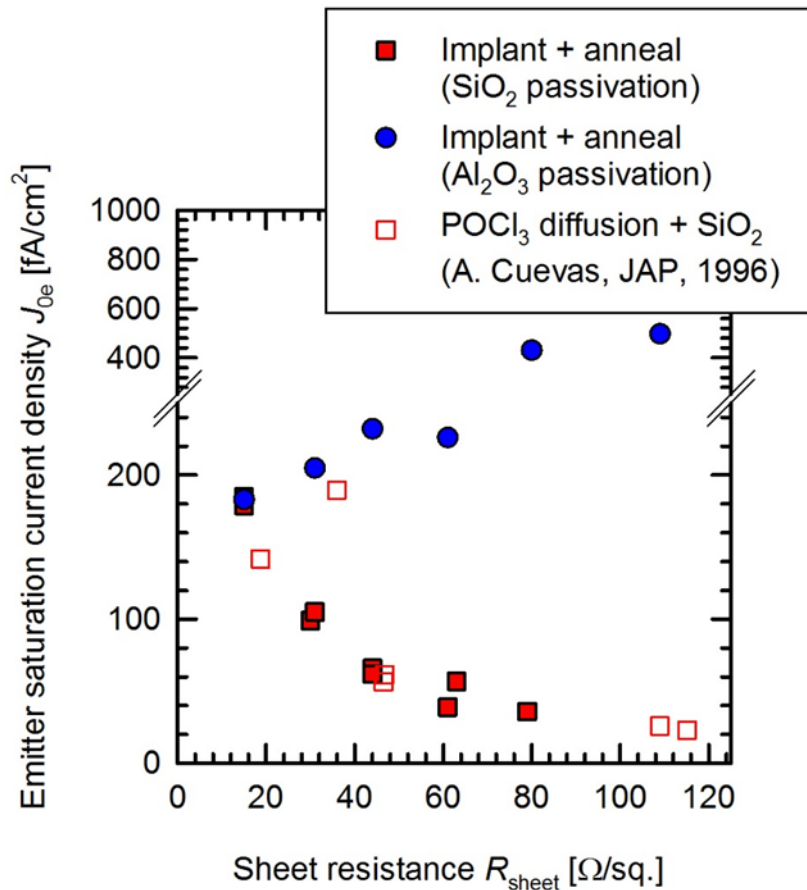 Implant + anneal
(SiO₂ passivation)
Implant + anneal
(Al₂O₃ passivation)
POCl₃ diffusion + SiO₂
(A. Cuevas, JAP, 1996)
Emitter saturation current density J₀ₑ [fA/cm²]
1000
800
600
400
200
100
0
0 20 40 60 80 100 120
Sheet resistance R_sheet [Ω/sq.]